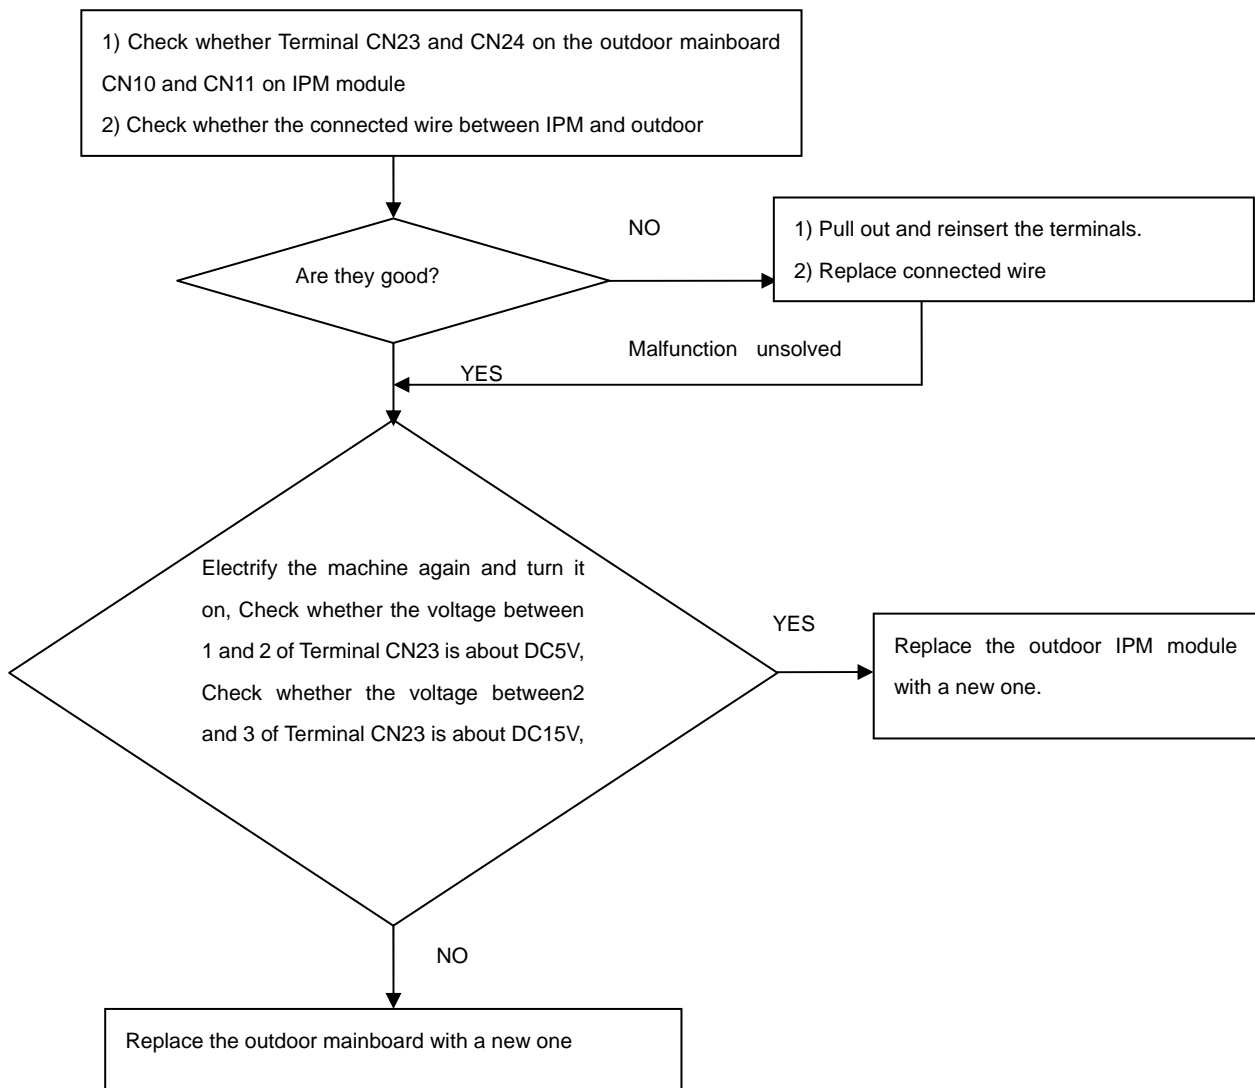 1) Check whether Terminal CN23 and CN24 on the outdoor mainboard
CN10 and CN11 on IPM module
2) Check whether the connected wire between IPM and outdoor
NO
1) Pull out and reinsert the terminals.
2) Replace connected wire
Are they good?
Malfunction unsolved
YES
Electrify the machine again and turn it
on, Check whether the voltage between
1 and 2 of Terminal CN23 is about DC5V,
Check whether the voltage between2
and 3 of Terminal CN23 is about DC15V,
YES
Replace the outdoor IPM module
with a new one.
NO
Replace the outdoor mainboard with a new one